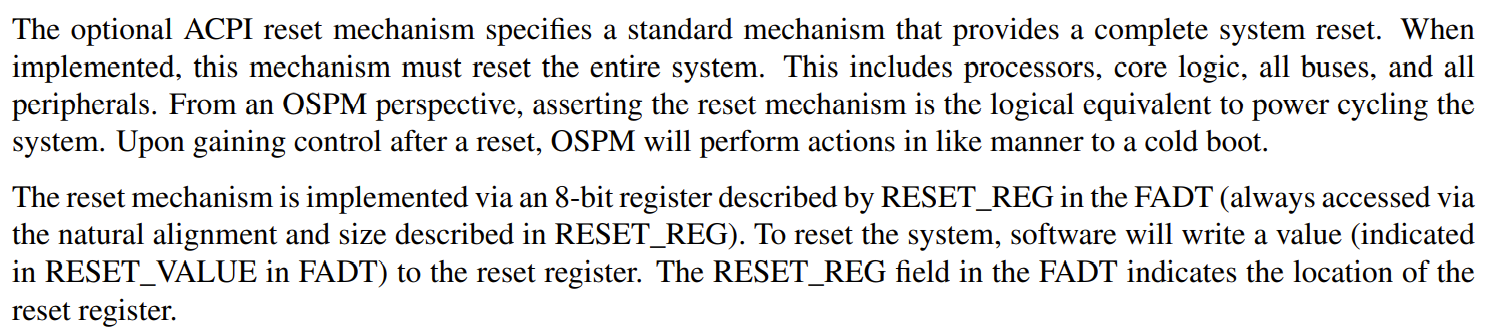 The optional ACPI reset mechanism specifies a standard mechanism that provides a complete system reset. When
implemented, this mechanism must reset the entire system. This includes processors, core logic, all buses, and all
peripherals. From an OSPM perspective, asserting the reset mechanism is the logical equivalent to power cycling the
system. Upon gaining control after a reset, OSPM will perform actions in like manner to a cold boot.
The reset mechanism is implemented via an 8-bit register described by RESET_REG in the FADT (always accessed via
the natural alignment and size described in RESET_REG). To reset the system, software will write a value (indicated
in RESET_VALUE in FADT) to the reset register. The RESET_REG field in the FADT indicates the location of the
reset register.